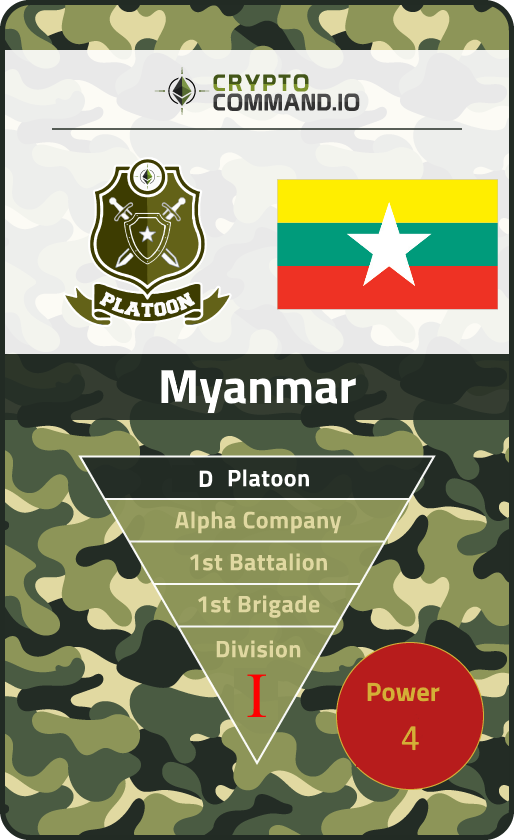 CRYPTO
COMMAND.IO
PLATOON
Myanmar
D Platoon
Alpha Company
1st Battalion
1st Brigade
Division
I
Power
4